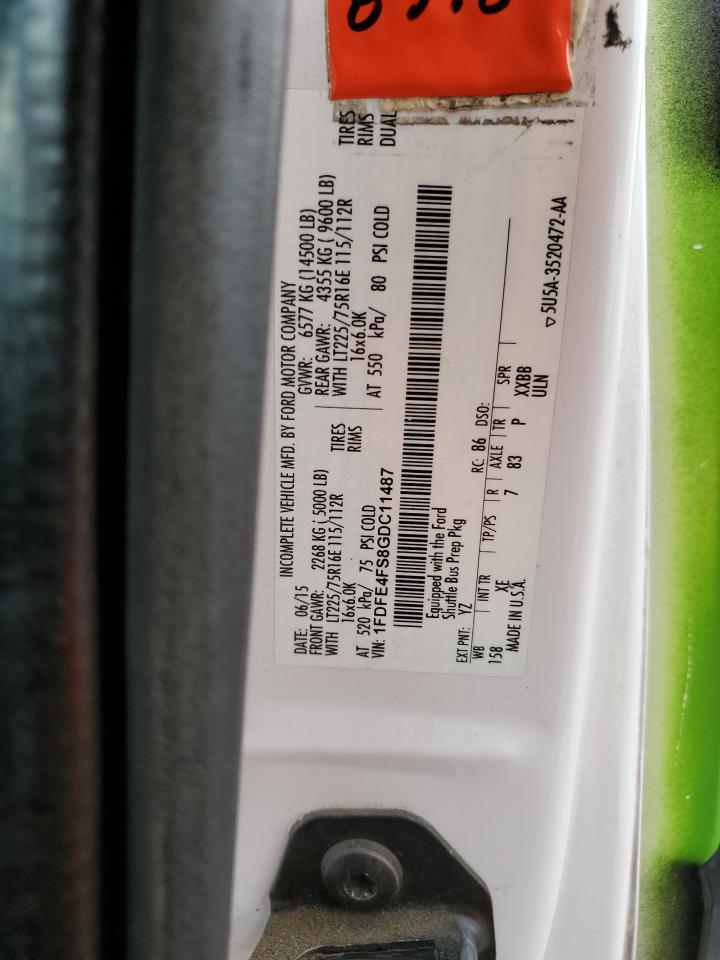 INCOMPLETE VEHICLE MFD. BY FORD MOTOR COMPANY
DATE: 06/15 GVWR: 6577 KG (14500 LB)
FRONT GAWR: 2268 KG ( 5000 LB) REAR GAWR: 4355 KG ( 9600 LB)
WITH LT225/75R16E 115/112R TIRES WITH LT225/75R16E 115/112R TIRES
16x6.0K RIMS 16x6.0K RIMS
AT 520 kPa/ 75 PSI COLD AT 550 kPa/ 80 PSI COLD DUAL
VIN: 1FDFE4FS8GDC11487
Equipped with the Ford
Shuttle Bus Prep Pkg
EXT PNT: YZ RC: 86 DSO:
WB INT TR TP/PS R AXLE TR SPR
158 XE 7 83 P XXBB
MADE IN U.S.A. ULN
▽5U5A-3520472-AA